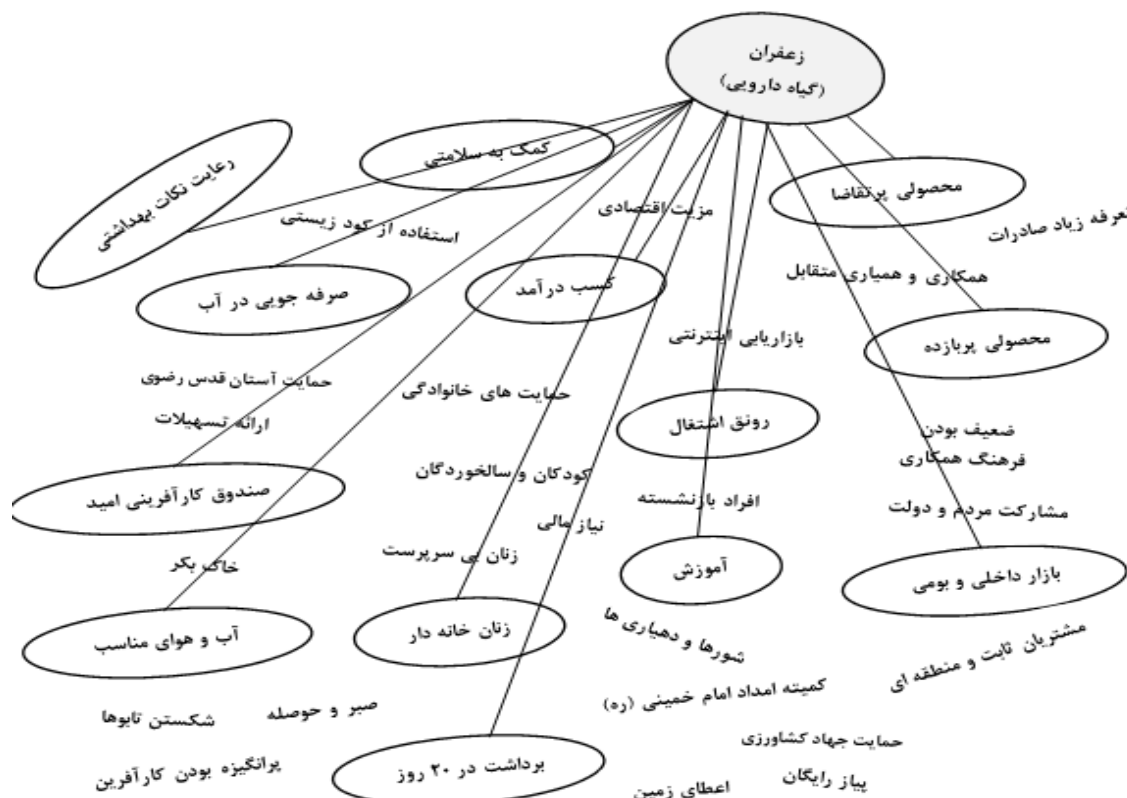 زعفران
(گیاه دارویی)
کمک به سلامتی
رعایت نکات بهداشتی
محصولی پرتقاضا
مزیت اقتصادی
استفاده از کود زیستی
تعرفه زیاد صادرات
همکاری و همیاری متقابل
کسب درآمد
صرفه جویی در آب
بازاریابی اینترنتی
محصولی پربازده
حمایت آستان قدس رضوی
حمایت های خانوادگی
ارائه تسهیلات
رونق اشتغال
ضعیف بودن
فرهنگ همکاری
کودکان و سالخوردگان
صندوق کارآفرینی امید
افراد بازنشسته
مشارکت مردم و دولت
نیاز مالی
زنان بی سرپرست
خاک بکر
آموزش
بازار داخلی و بومی
زنان خانه دار
آب و هوای مناسب
شورها و دهیاری ها
مشتریان ثابت و منطقه ای
کمیته امداد امام خمینی (ره)
صبر و حوصله
شکستن تابوها
حمایت جهاد کشاورزی
برداشت در ۲۰ روز
پرانگیزه بودن کارآفرین
پیاز رایگان
اعطای زمین